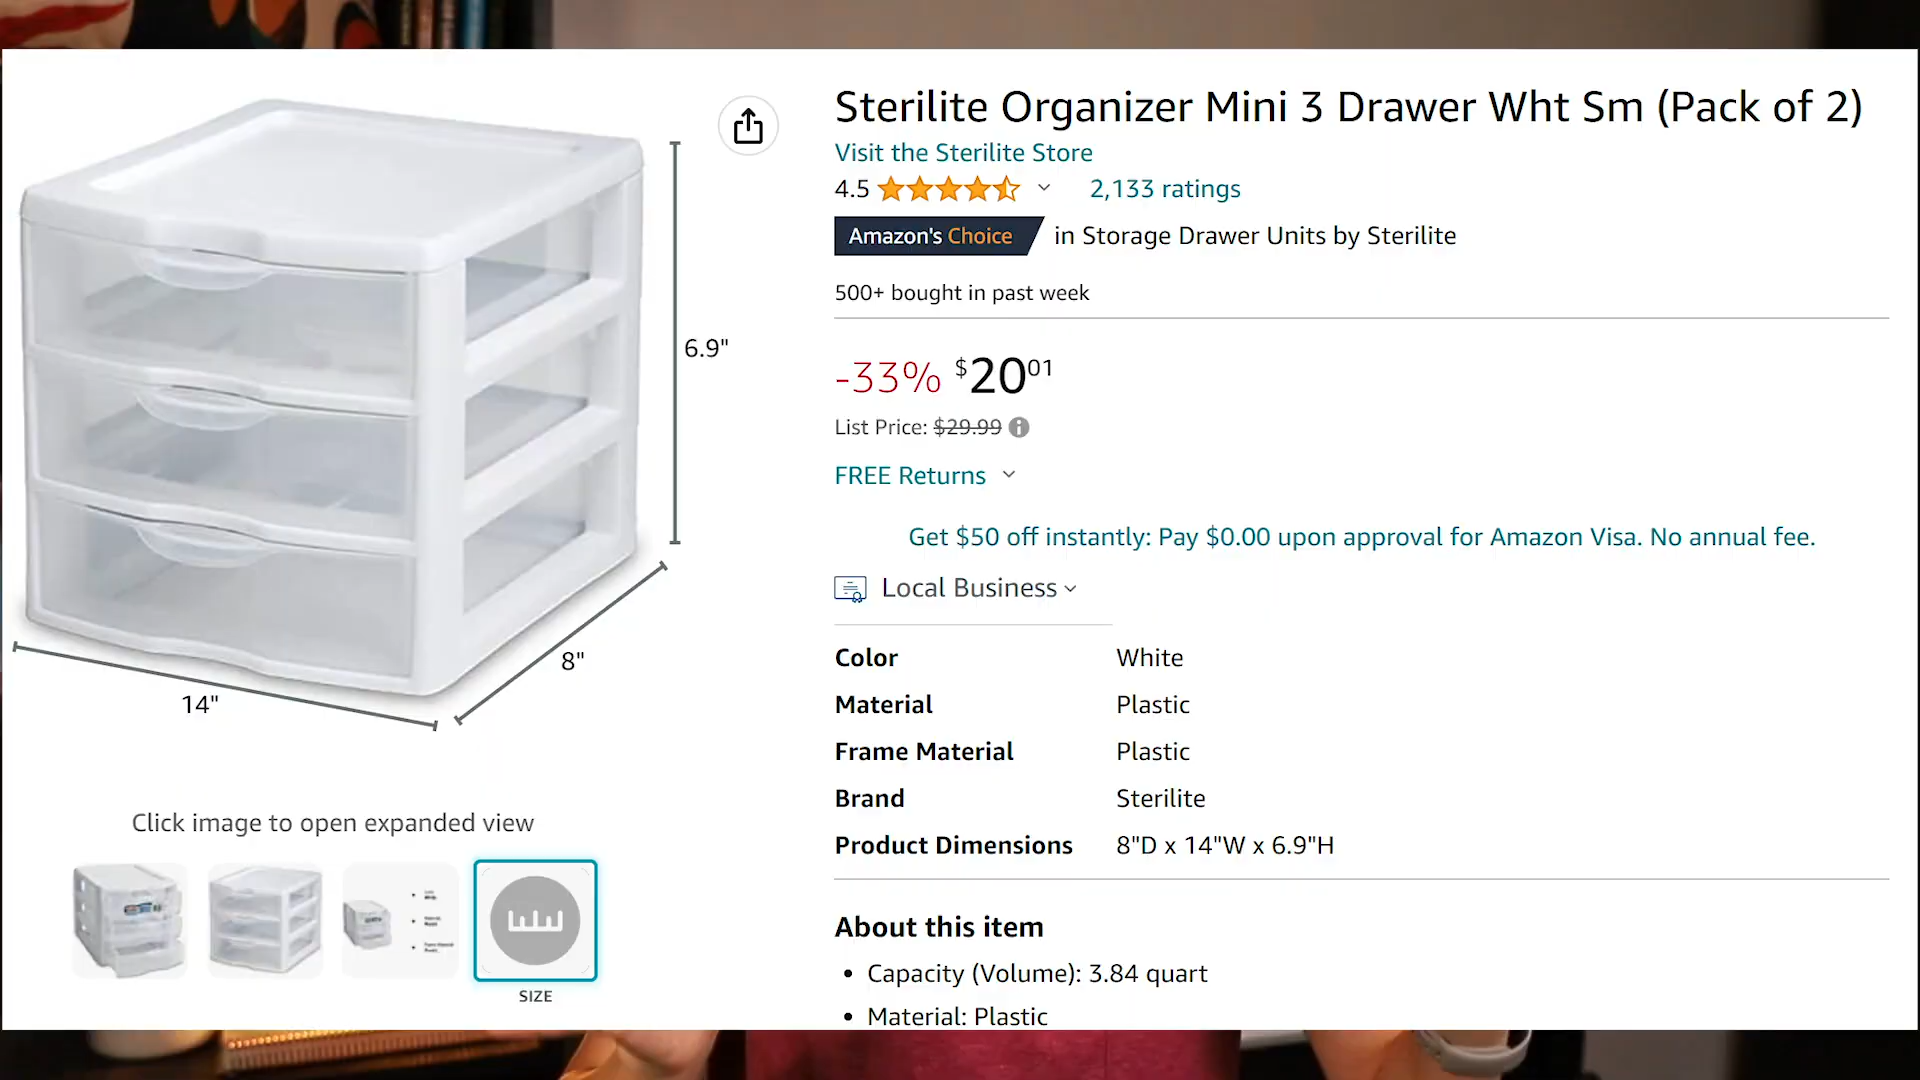 Sterilite Organizer Mini 3 Drawer Wht Sm (Pack of 2)
Visit the Sterilite Store
4.5 2,133 ratings
Amazon's Choice in Storage Drawer Units by Sterilite
500+ bought in past week
-33% $20 01
List Price: $29.99
FREE Returns
Get $50 off instantly: Pay $0.00 upon approval for Amazon Visa. No annual fee.
Local Business
Color White
Material Plastic
Frame Material Plastic
Brand Sterilite
Product Dimensions 8"D x 14"W x 6.9"H
About this item
• Capacity (Volume): 3.84 quart
• Material: Plastic
6.9"
8"
14"
Click image to open expanded view
SIZE